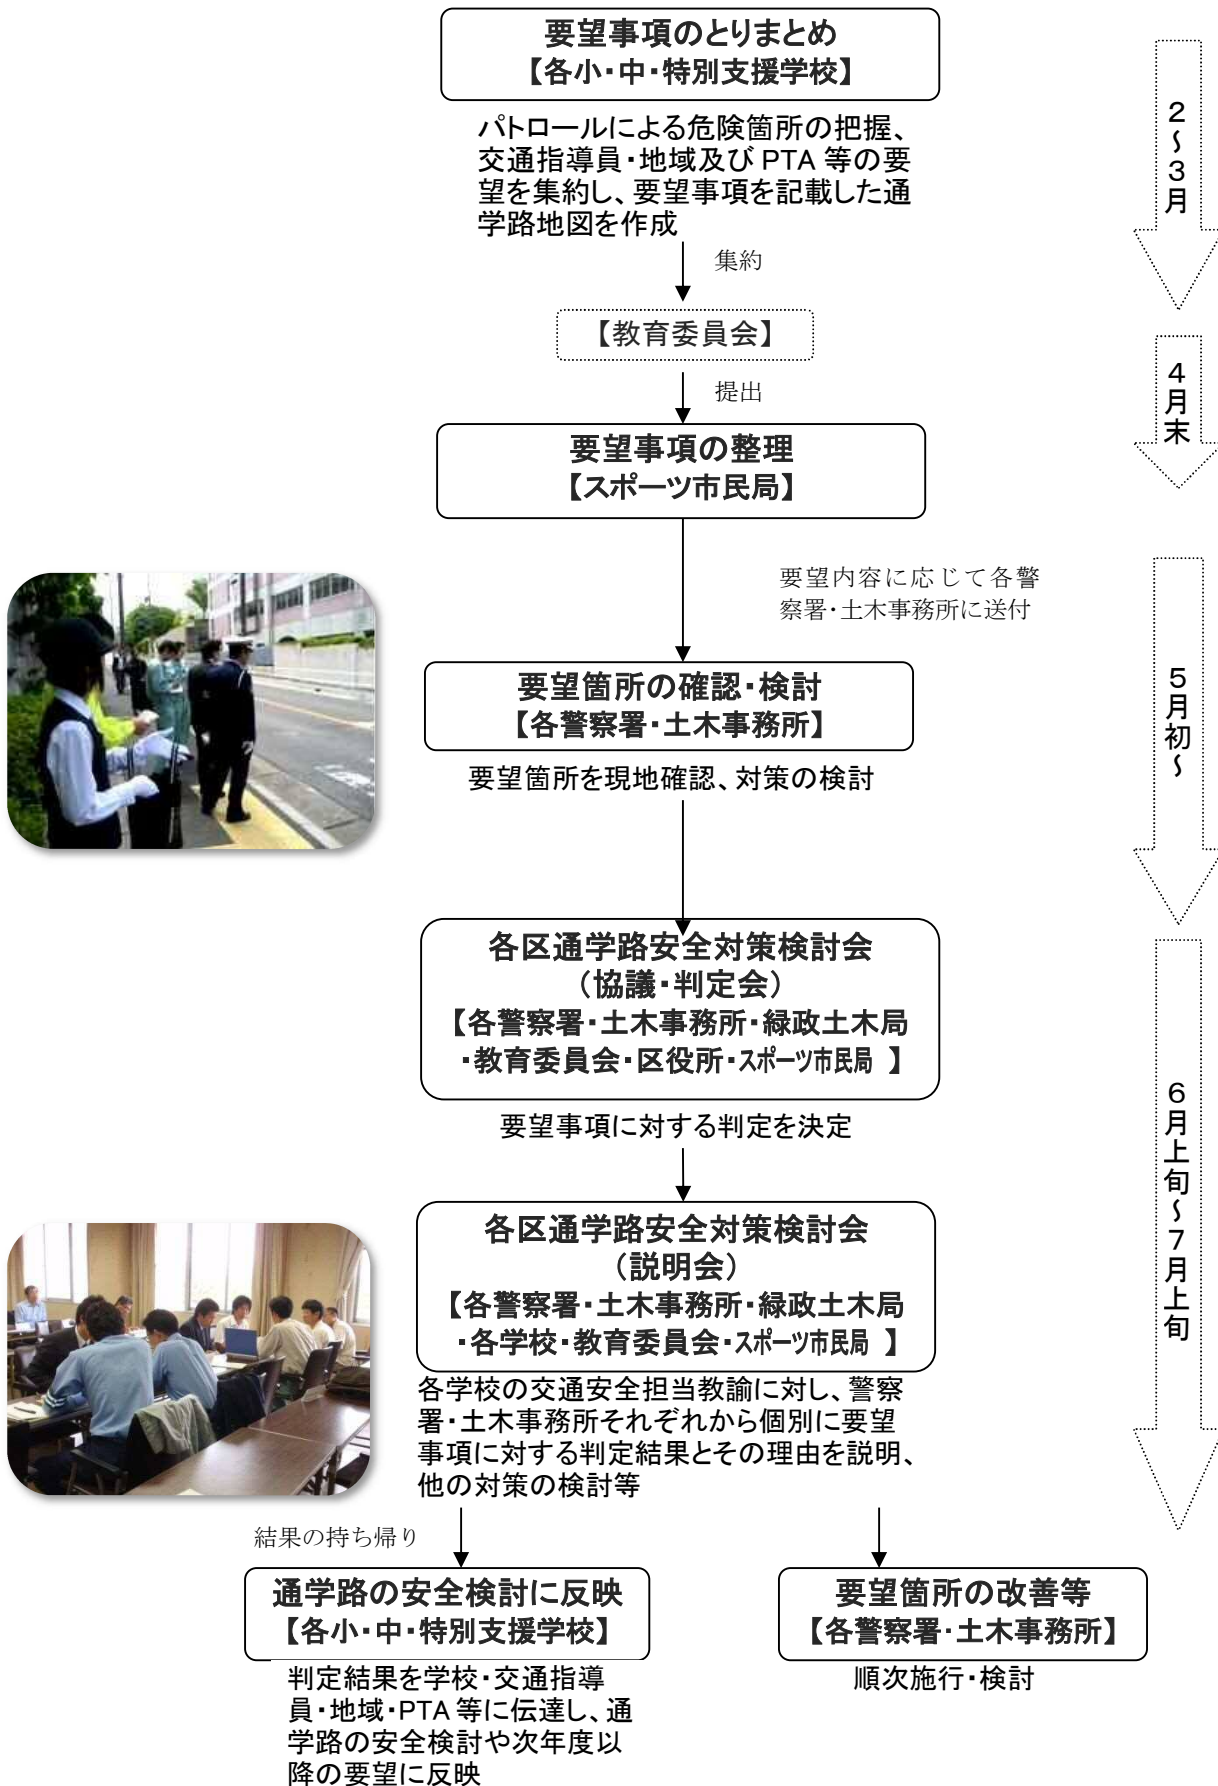 要望事項のとりまとめ
【各小・中・特別支援学校】
パトロールによる危険箇所の把握、
交通指導員・地域及び PTA 等の要
望を集約し、要望事項を記載した通
学路地図を作成
2～3月
集約
【教育委員会】
提出
4月末
要望事項の整理
【スポーツ市民局】
要望内容に応じて各警
察署・土木事務所に送付
要望箇所の確認・検討
【各警察署・土木事務所】
要望箇所を現地確認、対策の検討
5月初～
各区通学路安全対策検討会
（協議・判定会）
【各警察署・土木事務所・緑政土木局
・教育委員会・区役所・スポーツ市民局 】
要望事項に対する判定を決定
6月上旬～7月上旬
各区通学路安全対策検討会
（説明会）
【各警察署・土木事務所・緑政土木局
・各学校・教育委員会・スポーツ市民局 】
各学校の交通安全担当教諭に対し、警察
署・土木事務所それぞれから個別に要望
事項に対する判定結果とその理由を説明、
他の対策の検討等
結果の持ち帰り
通学路の安全検討に反映
【各小・中・特別支援学校】
判定結果を学校・交通指導
員・地域・PTA 等に伝達し、通
学路の安全検討や次年度以
降の要望に反映
要望箇所の改善等
【各警察署・土木事務所】
順次施行・検討